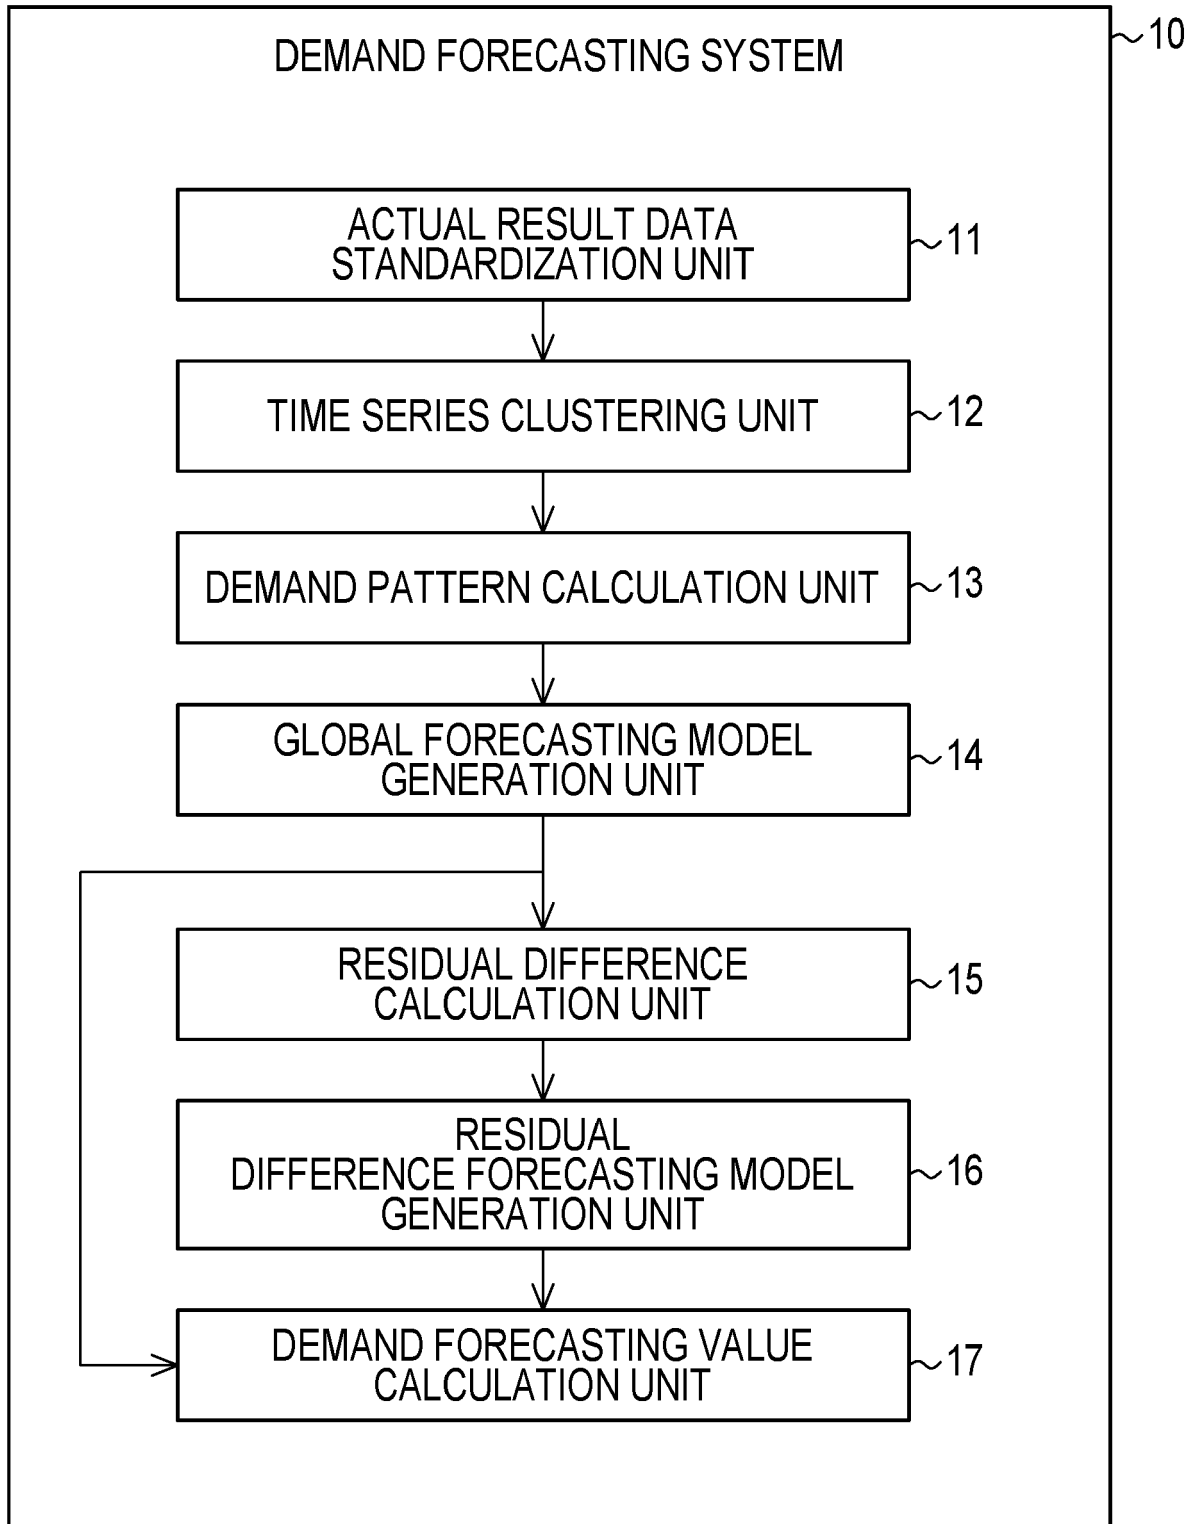 DEMAND FORECASTING SYSTEM
10
ACTUAL RESULT DATA
STANDARDIZATION UNIT
11
TIME SERIES CLUSTERING UNIT
12
DEMAND PATTERN CALCULATION UNIT
13
GLOBAL FORECASTING MODEL
GENERATION UNIT
14
RESIDUAL DIFFERENCE
CALCULATION UNIT
15
RESIDUAL
DIFFERENCE FORECASTING MODEL
GENERATION UNIT
16
DEMAND FORECASTING VALUE
CALCULATION UNIT
17